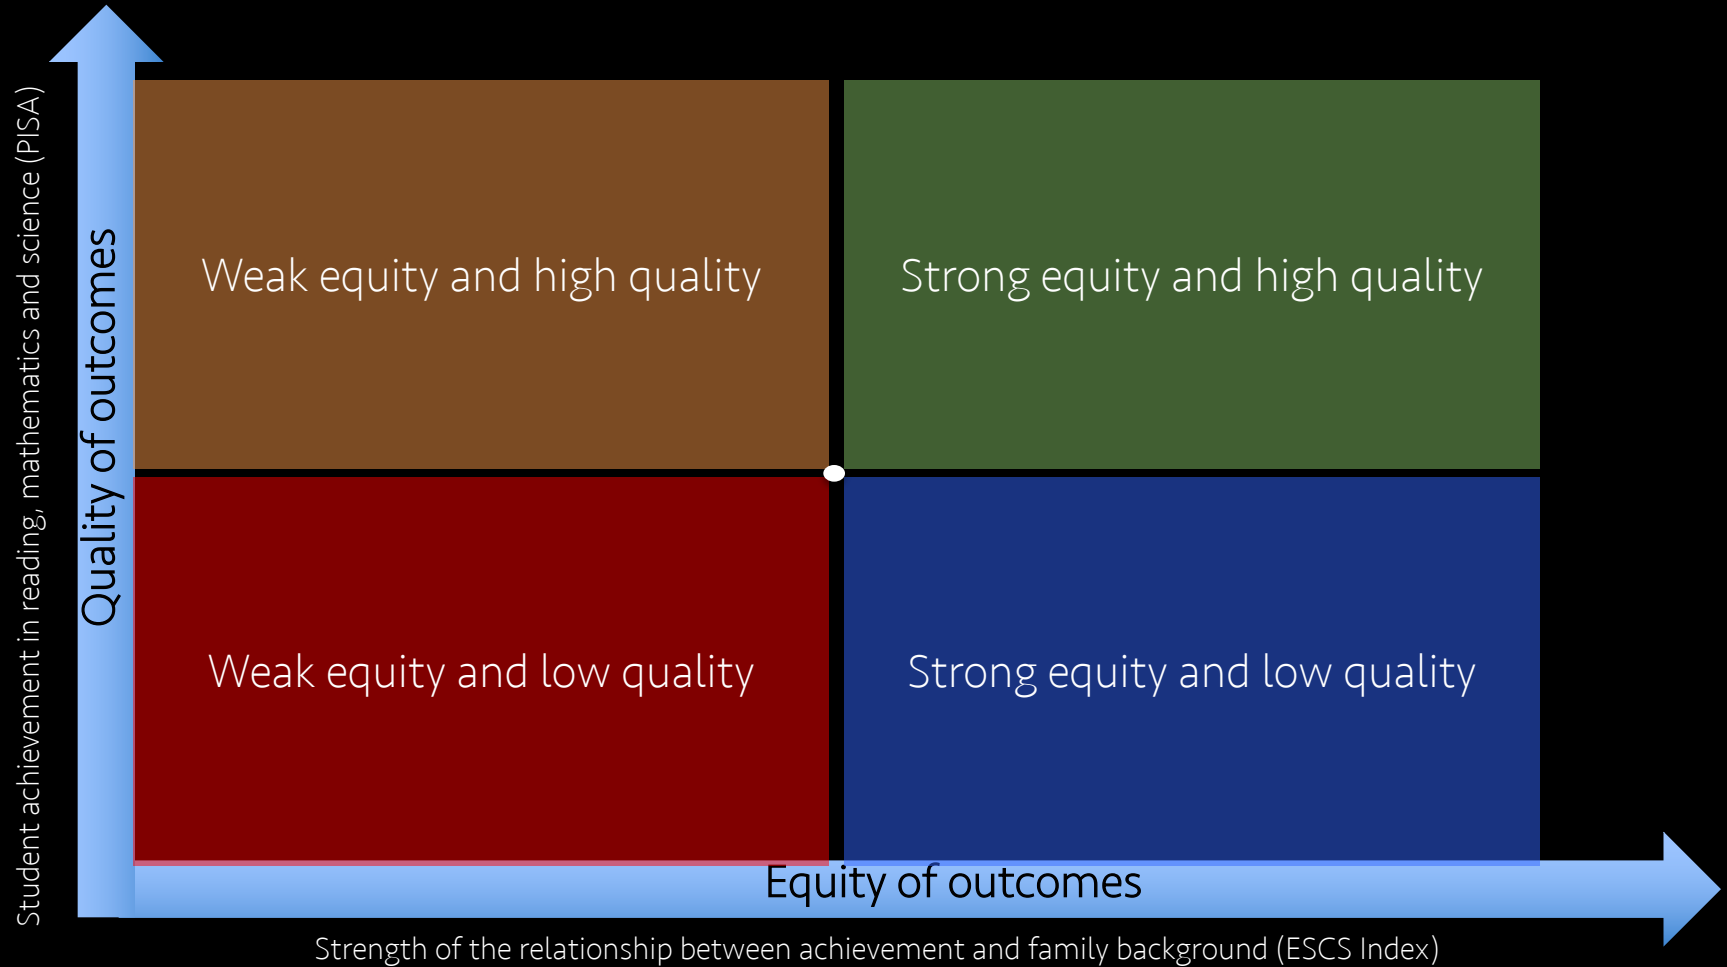 Student achievement in reading, mathematics and science (PISA)
Quality of outcomes
Weak equity and high quality
Strong equity and high quality
Weak equity and low quality
Strong equity and low quality
Equity of outcomes
Strength of the relationship between achievement and family background (ESCS Index)